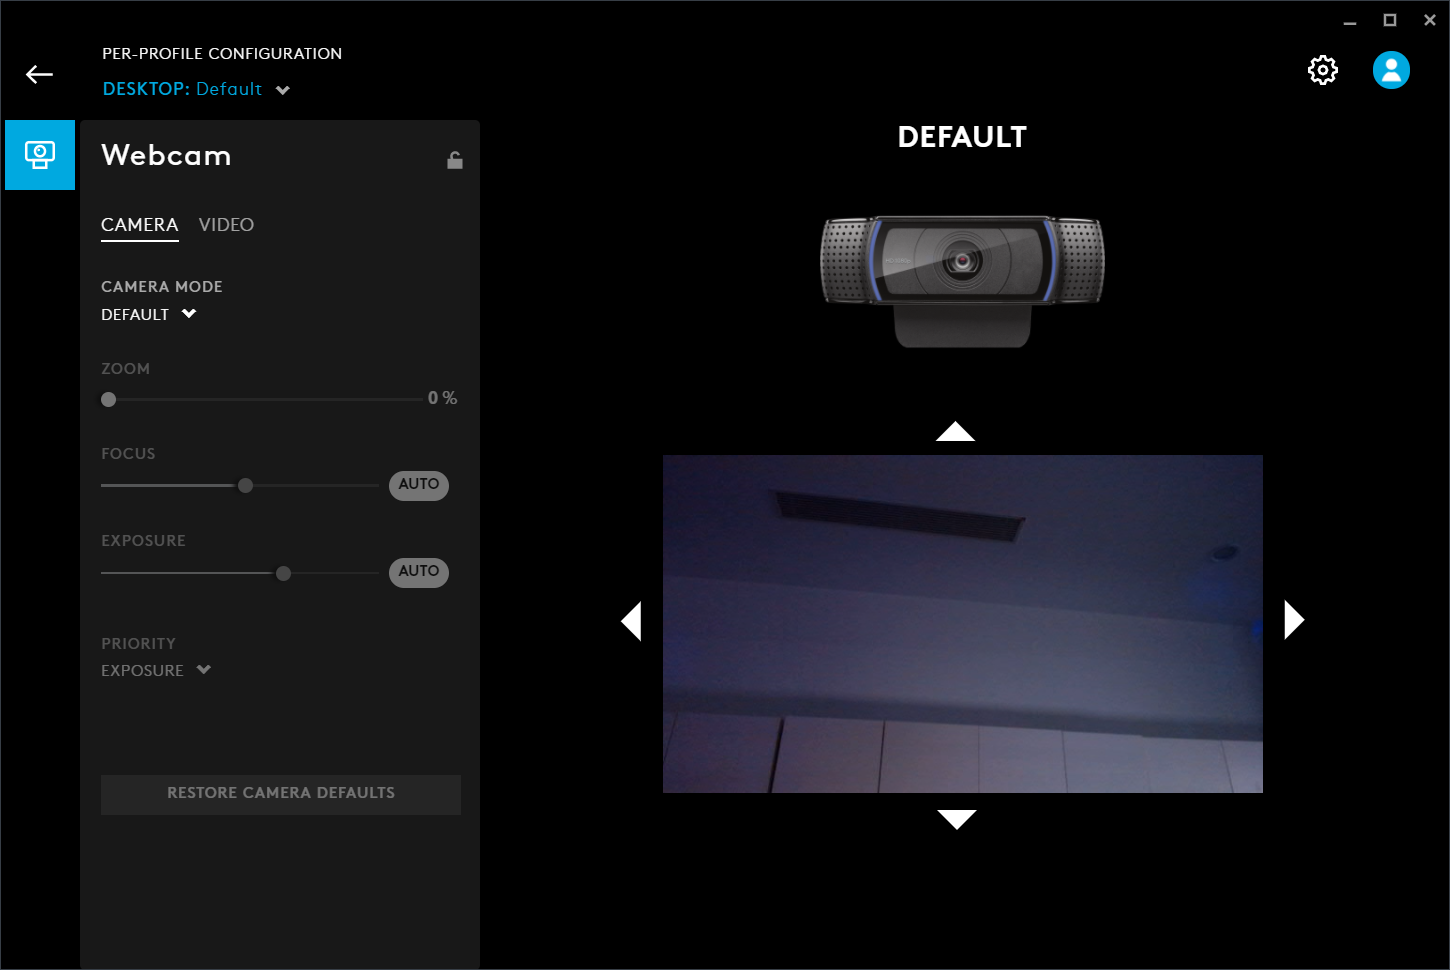 PER-PROFILE CONFIGURATION
DESKTOP: Default
Webcam
CAMERA VIDEO
CAMERA MODE
DEFAULT
ZOOM
0 %
FOCUS
AUTO
EXPOSURE
AUTO
PRIORITY
EXPOSURE
RESTORE CAMERA DEFAULTS
DEFAULT